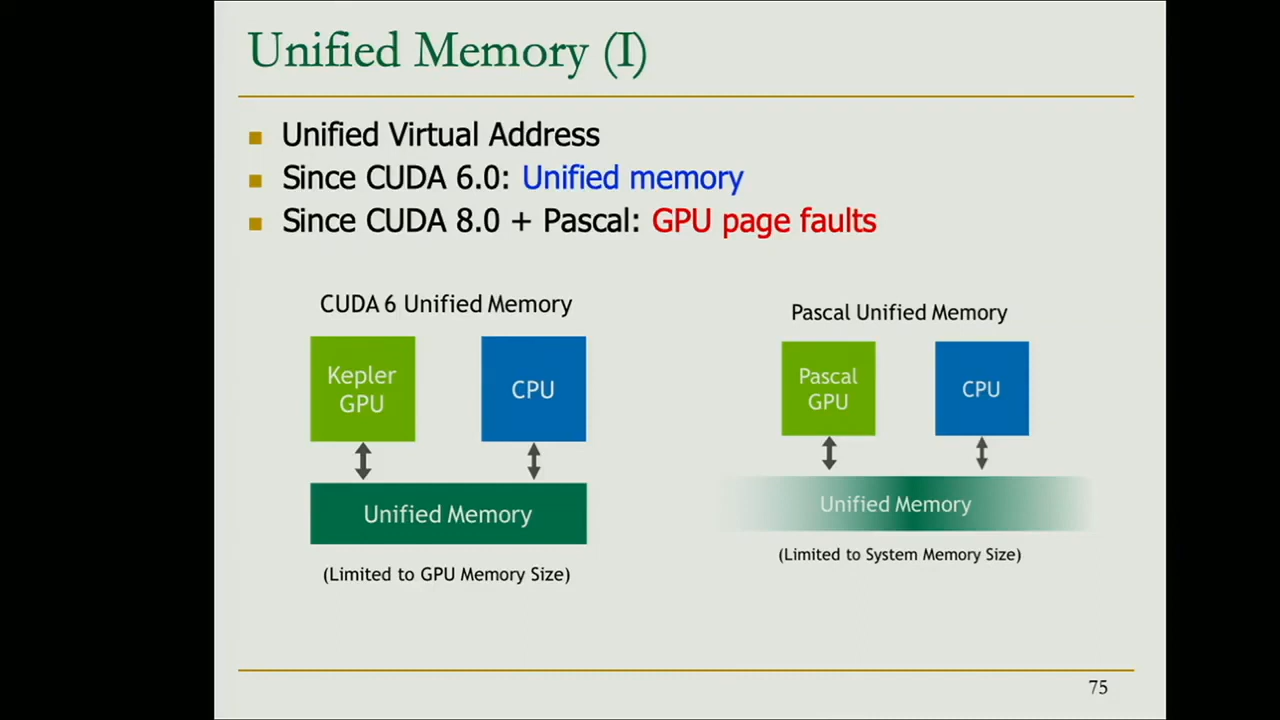 Unified Memory (I)
Unified Virtual Address
Since CUDA 6.0: Unified memory
Since CUDA 8.0 + Pascal: GPU page faults
CUDA 6 Unified Memory
Kepler
GPU
CPU
Unified Memory
(Limited to GPU Memory Size)
Pascal Unified Memory
Pascal
GPU
CPU
Unified Memory
(Limited to System Memory Size)
75